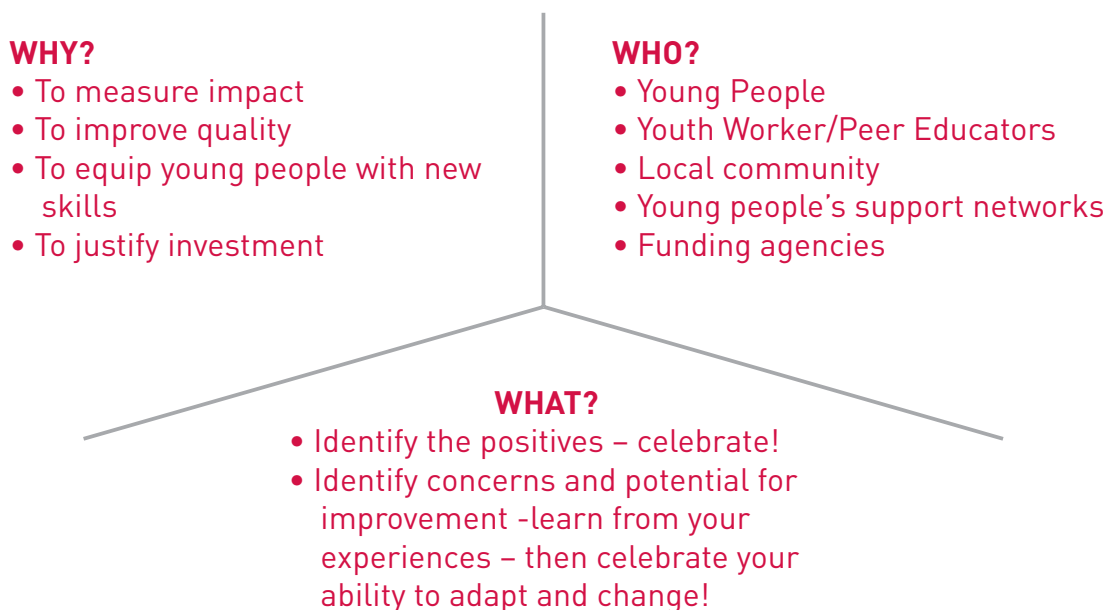 WHY?
• To measure impact
• To improve quality
• To equip young people with new
skills
• To justify investment
WHO?
• Young People
• Youth Worker/Peer Educators
• Local community
• Young people’s support networks
• Funding agencies
WHAT?
• Identify the positives – celebrate!
• Identify concerns and potential for
improvement -learn from your
experiences – then celebrate your
ability to adapt and change!